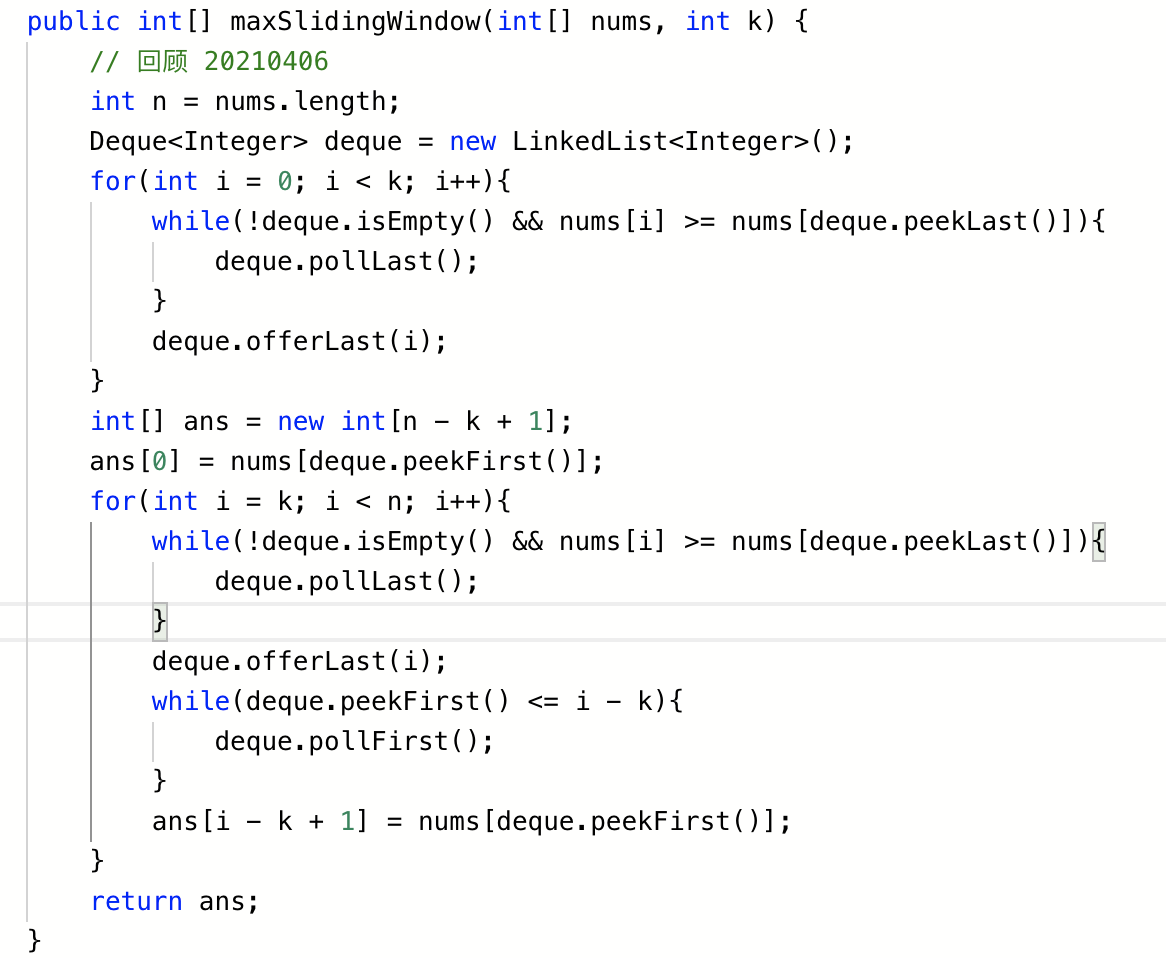 public int[] maxSlidingWindow(int[] nums, int k) {
    // 回顾 20210406
    int n = nums.length;
    Deque<Integer> deque = new LinkedList<Integer>();
    for(int i = 0; i < k; i++){
        while(!deque.isEmpty() && nums[i] >= nums[deque.peekLast()]){
            deque.pollLast();
        }
        deque.offerLast(i);
    }
    int[] ans = new int[n - k + 1];
    ans[0] = nums[deque.peekFirst()];
    for(int i = k; i < n; i++){
        while(!deque.isEmpty() && nums[i] >= nums[deque.peekLast()]){
            deque.pollLast();
        }
        deque.offerLast(i);
        while(deque.peekFirst() <= i - k){
            deque.pollFirst();
        }
        ans[i - k + 1] = nums[deque.peekFirst()];
    }
    return ans;
}